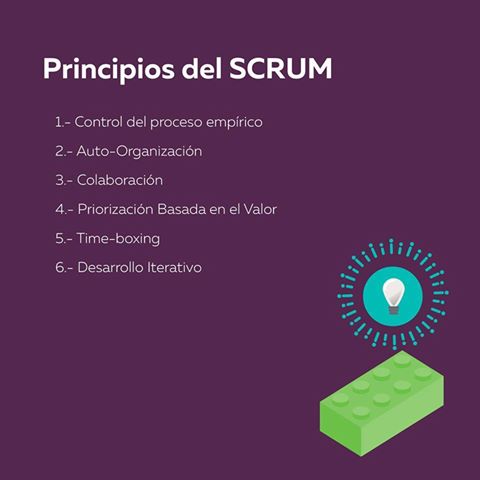 Principios del SCRUM
1.- Control del proceso empírico
2.- Auto-Organización
3.- Colaboración
4.- Priorización Basada en el Valor
5.- Time-boxing
6.- Desarrollo Iterativo